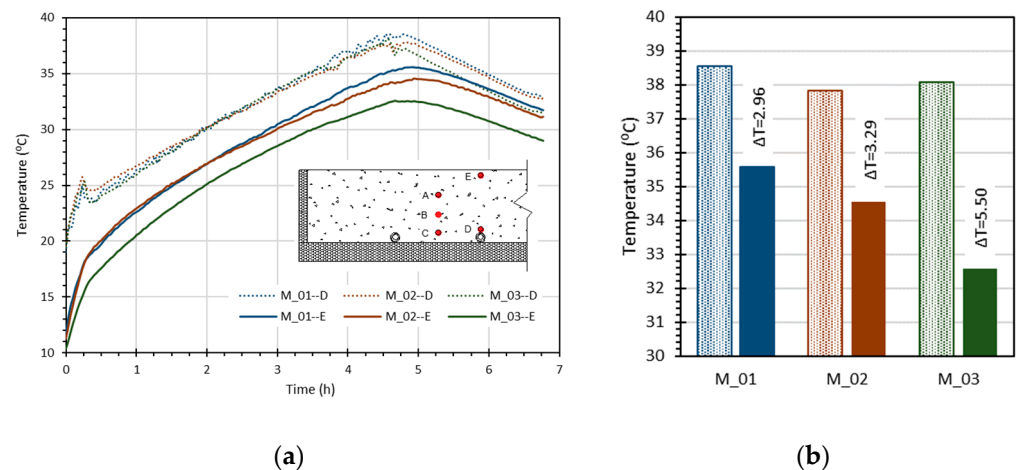 40
35
30
25
20
15
10
Temperature (⁰C)
A
B
C
D
E
M_01--D
M_02--D
M_03--D
M_01--E
M_02--E
M_03--E
0
1
2
3
4
5
6
7
Time (h)
(a)
40
39
38
37
36
35
34
33
32
31
30
Temperature (⁰C)
ΔT=2.96
ΔT=3.29
ΔT=5.50
M_01
M_02
M_03
(b)